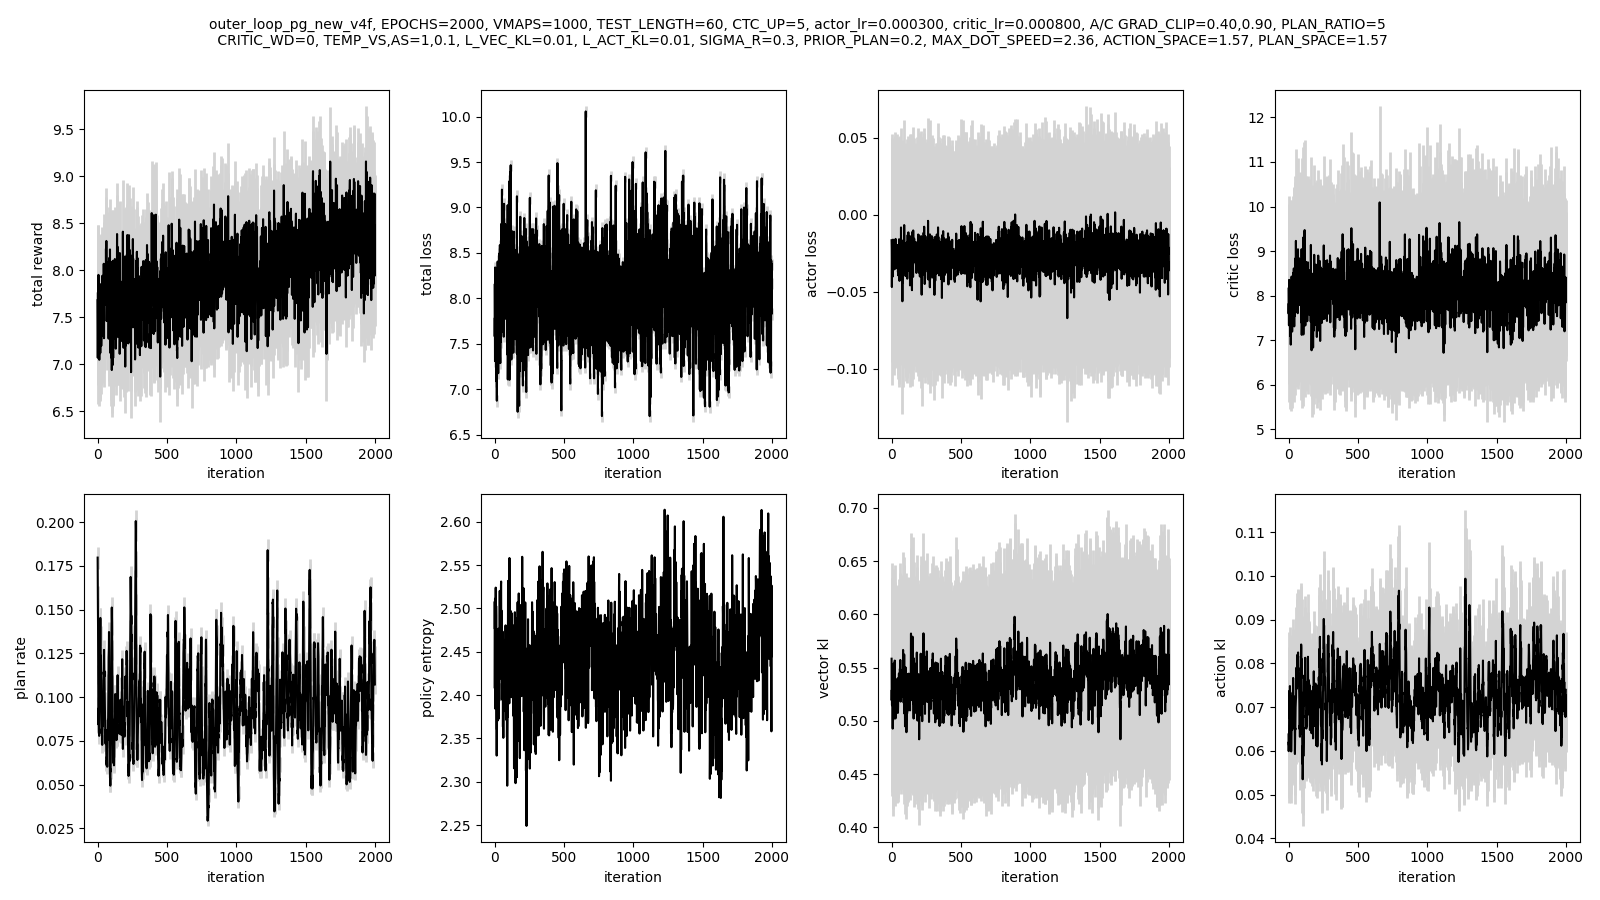 outer_loop_pg_new_v4f, EPOCHS=2000, VMAPS=1000, TEST_LENGTH=60, CTC_UP=5, actor_lr=0.000300, critic_lr=0.000800, A/C GRAD_CLIP=0.40,0.90, PLAN_RATIO=5
CRITIC_WD=0, TEMP_VS,AS=1,0.1, L_VEC_KL=0.01, L_ACT_KL=0.01, SIGMA_R=0.3, PRIOR_PLAN=0.2, MAX_DOT_SPEED=2.36, ACTION_SPACE=1.57, PLAN_SPACE=1.57
total reward
9.5
9.0
8.5
8.0
7.5
7.0
6.5
0 500 1000 1500 2000
iteration
total loss
10.0
9.5
9.0
8.5
8.0
7.5
7.0
6.5
0 500 1000 1500 2000
iteration
actor loss
0.05
0.00
−0.05
−0.10
0 500 1000 1500 2000
iteration
critic loss
12
11
10
9
8
7
6
5
0 500 1000 1500 2000
iteration
plan rate
0.200
0.175
0.150
0.125
0.100
0.075
0.050
0.025
0 500 1000 1500 2000
iteration
policy entropy
2.60
2.55
2.50
2.45
2.40
2.35
2.30
2.25
0 500 1000 1500 2000
iteration
vector kl
0.70
0.65
0.60
0.55
0.50
0.45
0.40
0 500 1000 1500 2000
iteration
action kl
0.11
0.10
0.09
0.08
0.07
0.06
0.05
0.04
0 500 1000 1500 2000
iteration